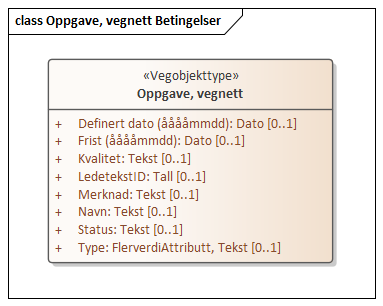 class Oppgave, vegnett Betingelser
«Vegobjekttype»
Oppgave, vegnett
+ Definert dato (ååååmmdd): Dato [0..1]
+ Frist (ååååmmdd): Dato [0..1]
+ Kvalitet: Tekst [0..1]
+ LedetekstID: Tall [0..1]
+ Merknad: Tekst [0..1]
+ Navn: Tekst [0..1]
+ Status: Tekst [0..1]
+ Type: FlerverdiAttributt, Tekst [0..1]